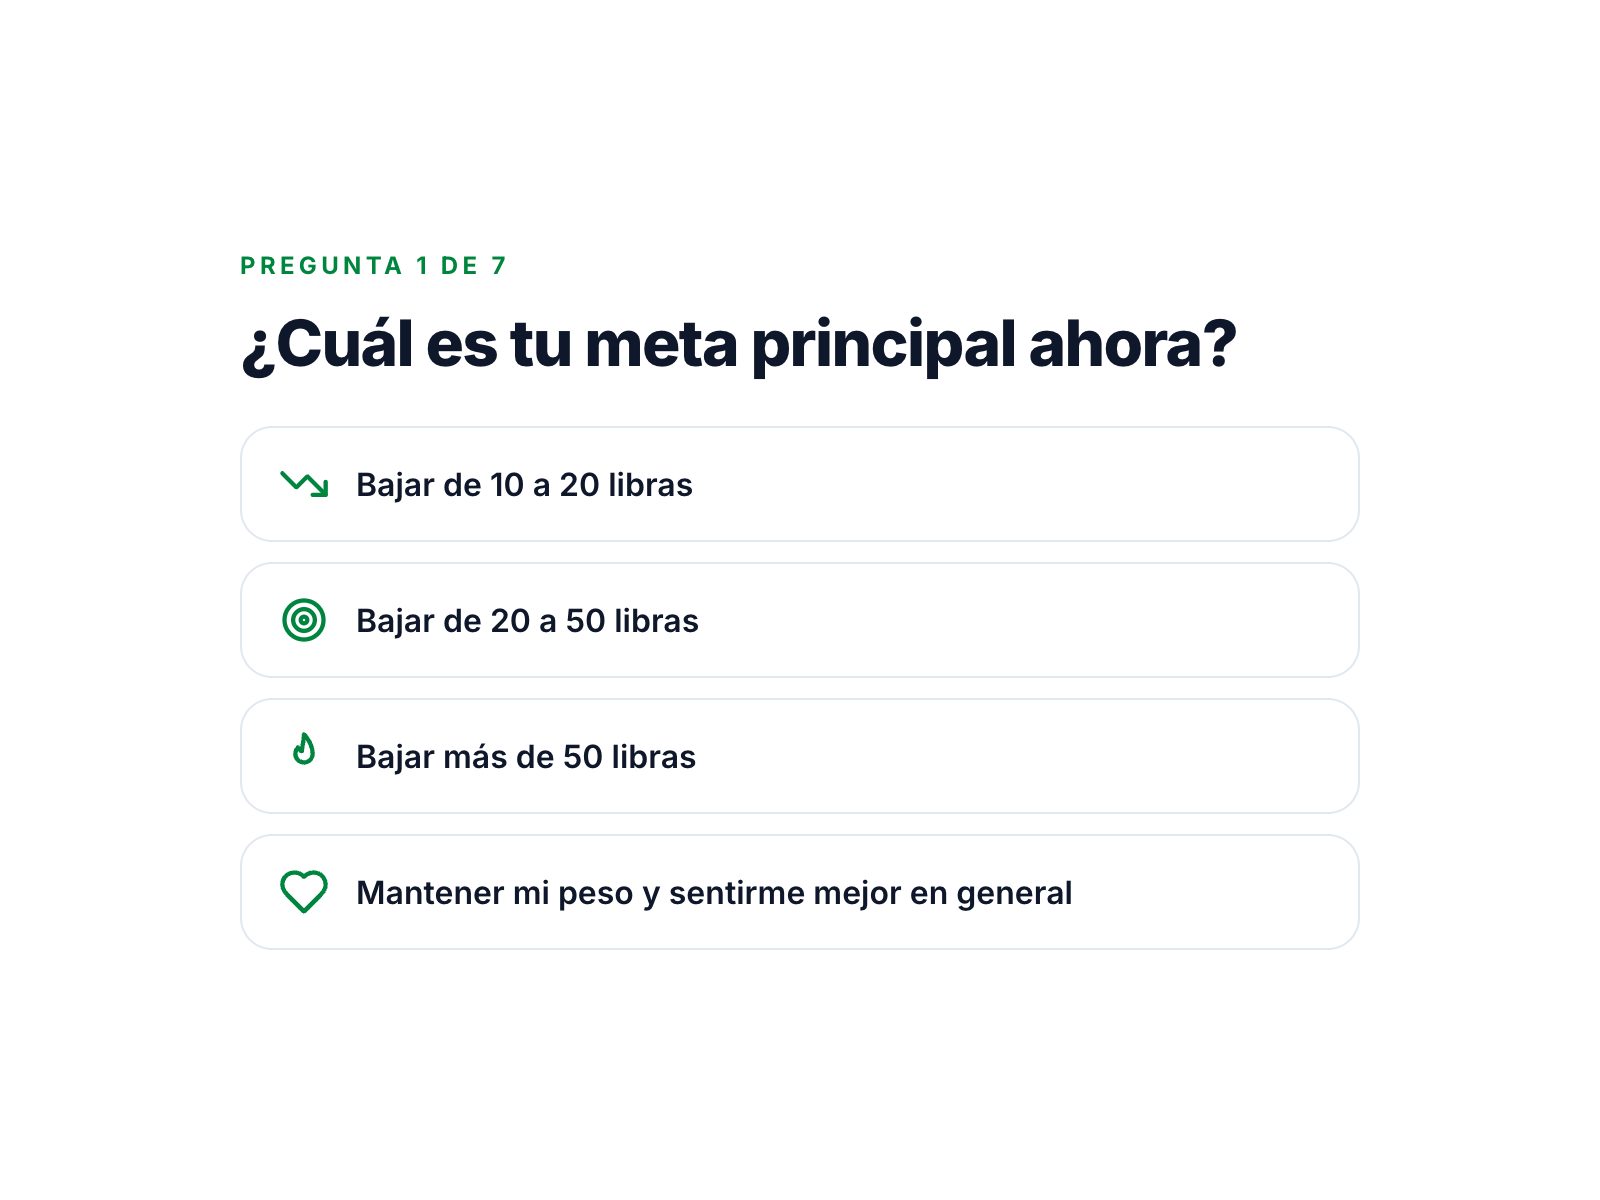 PREGUNTA 1 DE 7
¿Cuál es tu meta principal ahora?
Bajar de 10 a 20 libras
Bajar de 20 a 50 libras
Bajar más de 50 libras
Mantener mi peso y sentirme mejor en general